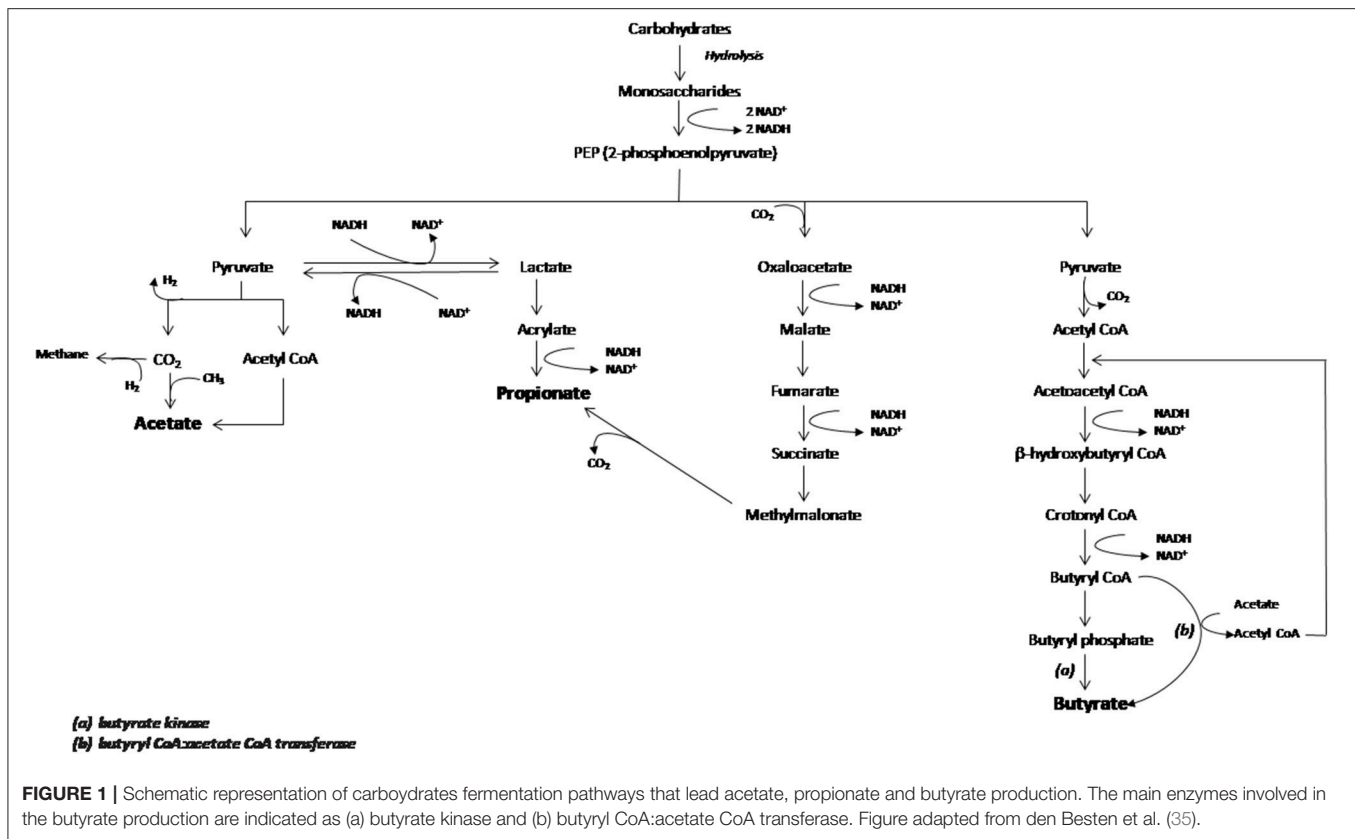 Carbohydrates
Hydrolysis
Monosaccharides
2 NAD⁺
2 NADH
PEP (2-phosphoenolpyruvate)
CO₂
NADH NAD⁺
Pyruvate
Lactate
Oxaloacetate
Pyruvate
H₂
NADH NAD⁺
NADH
NAD⁺
CO₂
Acrylate
Malate
Acetyl CoA
Methane
CO₂
Acetyl CoA
NADH
NAD⁺
H₂
CH₃
Propionate
Fumarate
Acetoacetyl CoA
Acetate
NADH
NAD⁺
NADH
NAD⁺
CO₂
Succinate
β-hydroxybutyryl CoA
Methylmalonate
Crotonyl CoA
NADH
NAD⁺
Butyryl CoA
Acetate
(b)
Acetyl CoA
Butyryl phosphate
(a)
Butyrate
(a) butyrate kinase
(b) butyryl CoA:acetate CoA transferase
FIGURE 1 | Schematic representation of carboydrates fermentation pathways that lead acetate, propionate and butyrate production. The main enzymes involved in
the butyrate production are indicated as (a) butyrate kinase and (b) butyryl CoA:acetate CoA transferase. Figure adapted from den Besten et al. (35).